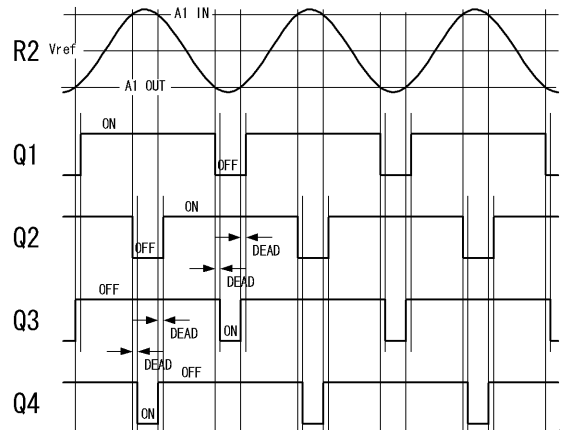 A1 IN
R2 Vref
A1 OUT
ON
Q1
OFF
ON
Q2
OFF
DEAD
DEAD
OFF
Q3
ON
DEAD
DEAD
OFF
Q4
ON